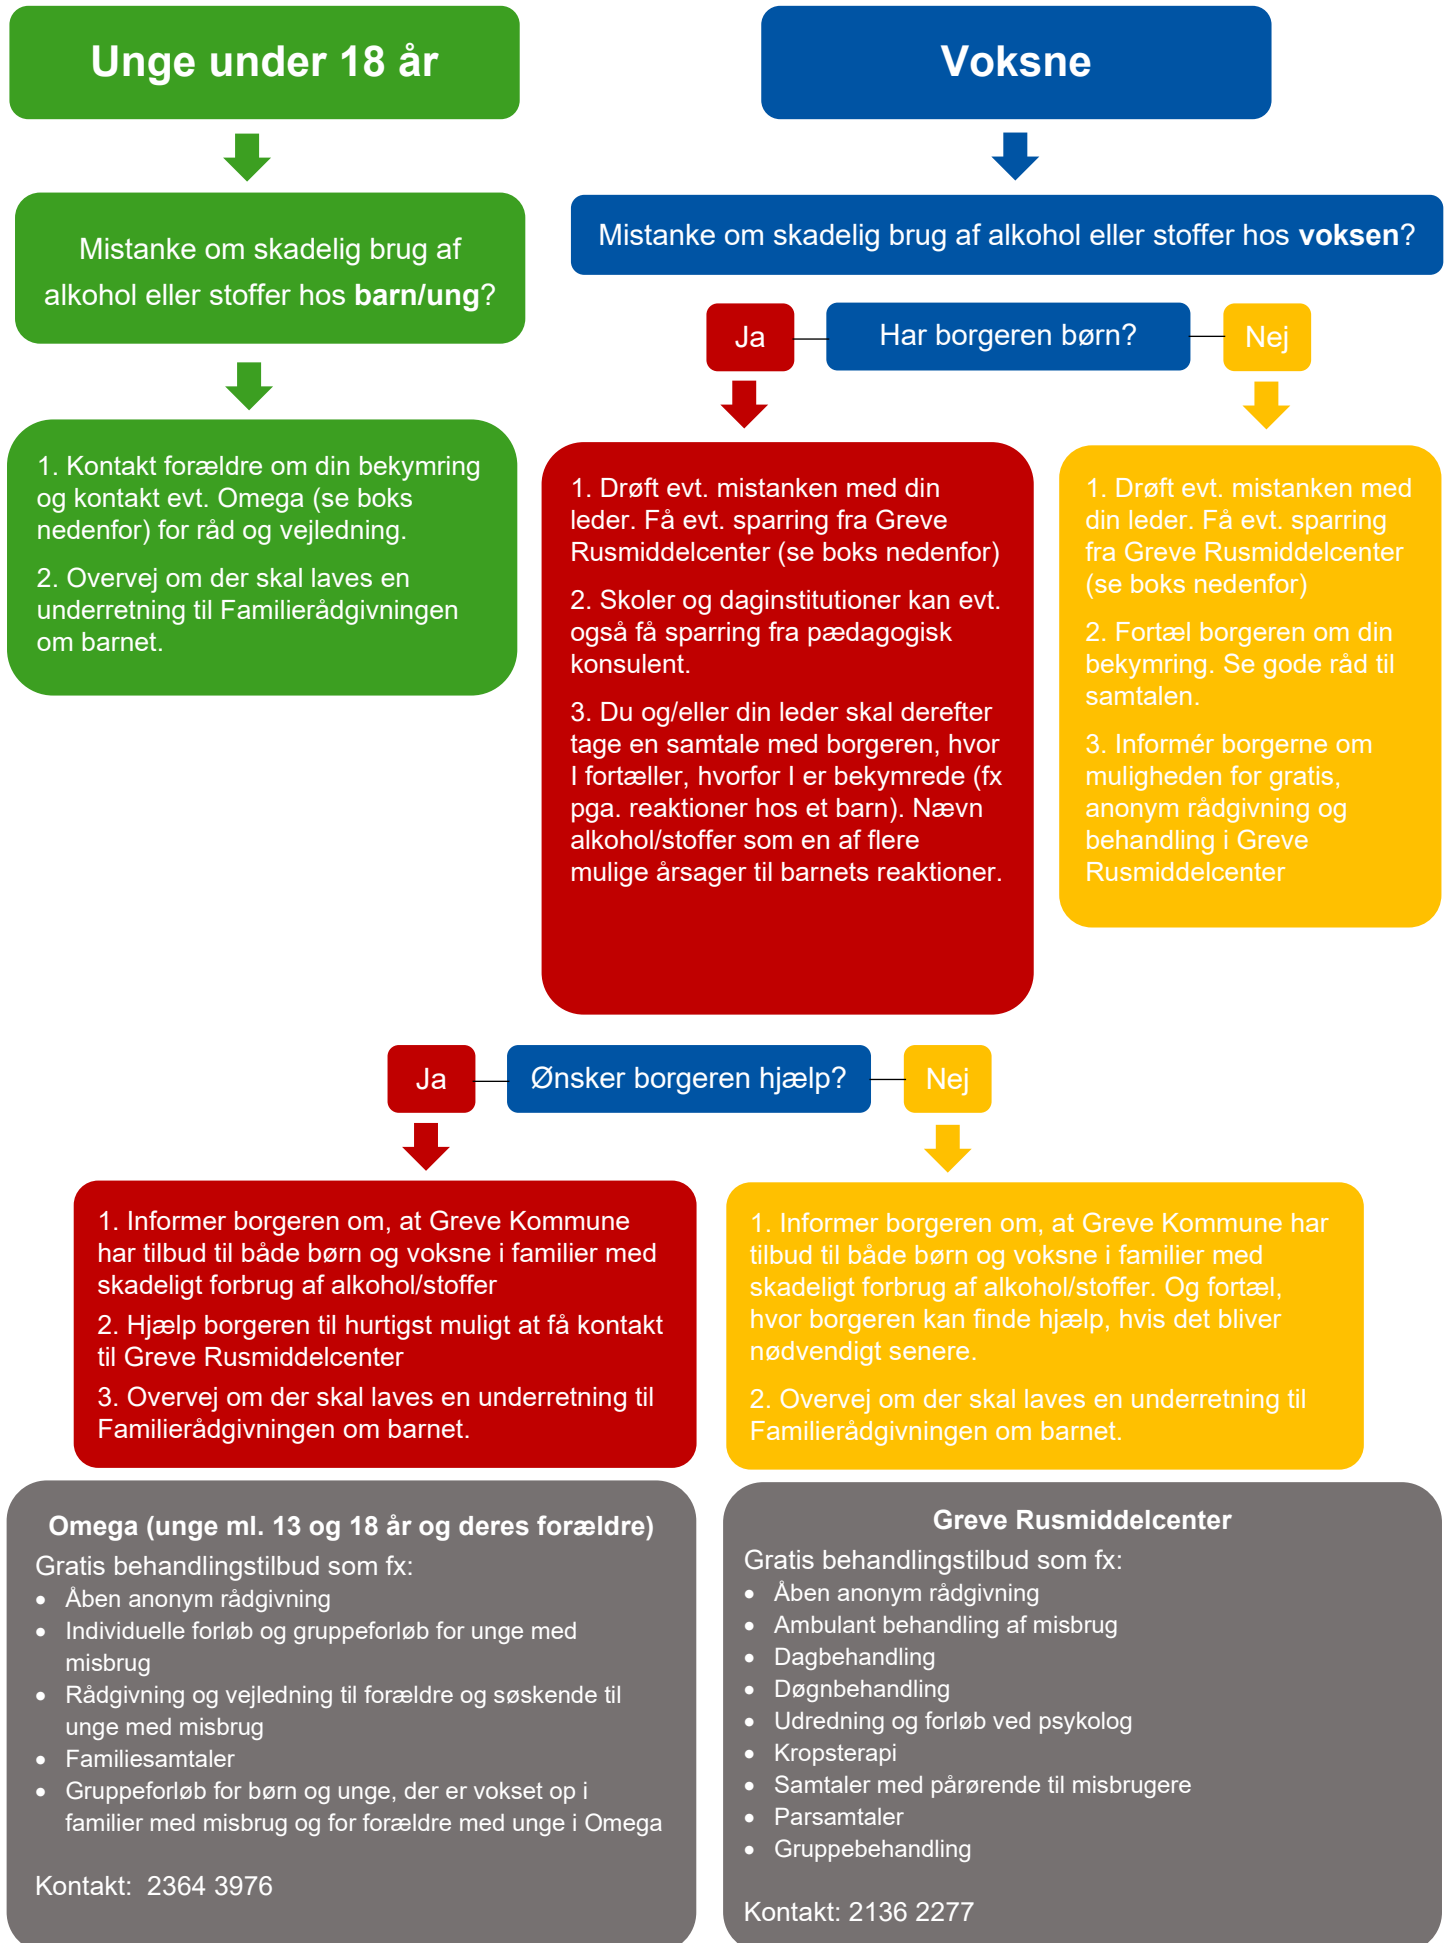 Unge under 18 år
Mistanke om skadelig brug af
alkohol eller stoffer hos barn/ung?
1. Kontakt forældre om din bekymring
og kontakt evt. Omega (se boks
nedenfor) for råd og vejledning.
2. Overvej om der skal laves en
underretning til Familierådgivningen
om barnet.
Voksne
Mistanke om skadelig brug af alkohol eller stoffer hos voksen?
Ja
Har borgeren børn?
Nej
1. Drøft evt. mistanken med din
leder. Få evt. sparring fra Greve
Rusmiddelcenter (se boks nedenfor)
2. Skoler og daginstitutioner kan evt.
også få sparring fra pædagogisk
konsulent.
3. Du og/eller din leder skal derefter
tage en samtale med borgeren, hvor
I fortæller, hvorfor I er bekymrede (fx
pga. reaktioner hos et barn). Nævn
alkohol/stoffer som en af flere
mulige årsager til barnets reaktioner.
1. Drøft evt. mistanken med
din leder. Få evt. sparring
fra Greve Rusmiddelcenter
(se boks nedenfor)
2. Fortæl borgeren om din
bekymring. Se gode råd til
samtalen.
3. Informér borgerne om
muligheden for gratis,
anonym rådgivning og
behandling i Greve
Rusmiddelcenter
Ja
Ønsker borgeren hjælp?
Nej
1. Informer borgeren om, at Greve Kommune
har tilbud til både børn og voksne i familier med
skadeligt forbrug af alkohol/stoffer
2. Hjælp borgeren til hurtigst muligt at få kontakt
til Greve Rusmiddelcenter
3. Overvej om der skal laves en underretning til
Familierådgivningen om barnet.
1. Informer borgeren om, at Greve Kommune har
tilbud til både børn og voksne i familier med
skadeligt forbrug af alkohol/stoffer. Og fortæl,
hvor borgeren kan finde hjælp, hvis det bliver
nødvendigt senere.
2. Overvej om der skal laves en underretning til
Familierådgivningen om barnet.
Omega (unge ml. 13 og 18 år og deres forældre)
Gratis behandlingstilbud som fx:
• Åben anonym rådgivning
• Individuelle forløb og gruppeforløb for unge med
misbrug
• Rådgivning og vejledning til forældre og søskende til
unge med misbrug
• Familiesamtaler
• Gruppeforløb for børn og unge, der er vokset op i
familier med misbrug og for forældre med unge i Omega
Kontakt: 2364 3976
Greve Rusmiddelcenter
Gratis behandlingstilbud som fx:
• Åben anonym rådgivning
• Ambulant behandling af misbrug
• Dagbehandling
• Døgnbehandling
• Udredning og forløb ved psykolog
• Kropsterapi
• Samtaler med pårørende til misbrugere
• Parsamtaler
• Gruppebehandling
Kontakt: 2136 2277